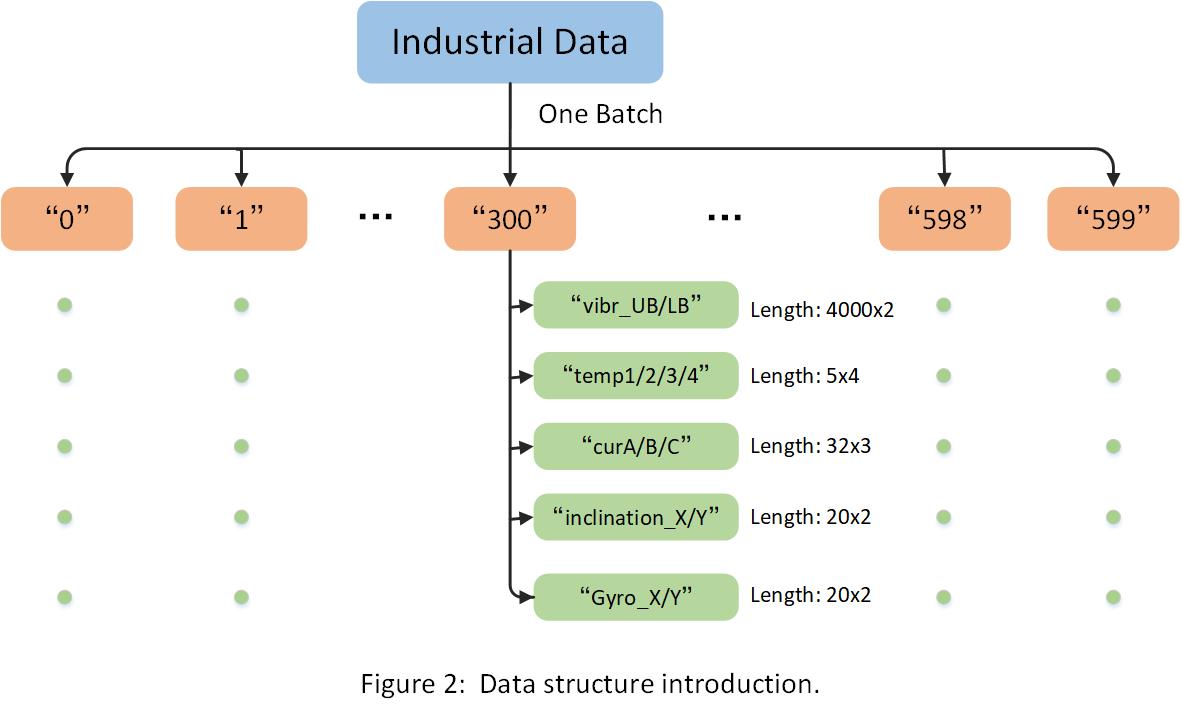 Industrial Data
One Batch
“0”
“1”
...
“300”
...
“598”
“599”
“vibr_UB/LB”
Length: 4000x2
“temp1/2/3/4”
Length: 5x4
“curA/B/C”
Length: 32x3
“inclination_X/Y”
Length: 20x2
“Gyro_X/Y”
Length: 20x2
Figure 2: Data structure introduction.